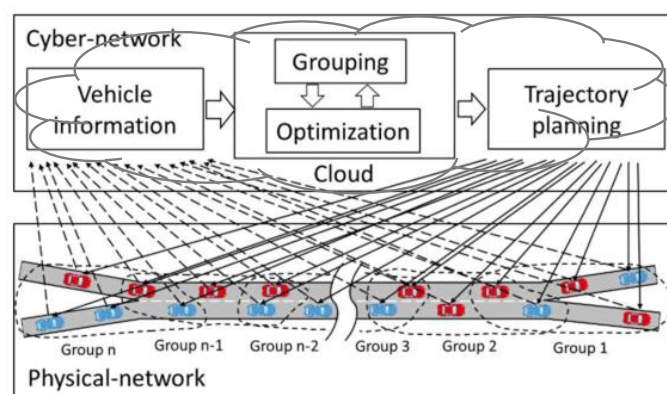 Cyber-network
Vehicle
information
Grouping
Optimization
Cloud
Trajectory
planning
Group n
Group n-1
Group n-2
Group 3
Group 2
Group 1
Physical-network